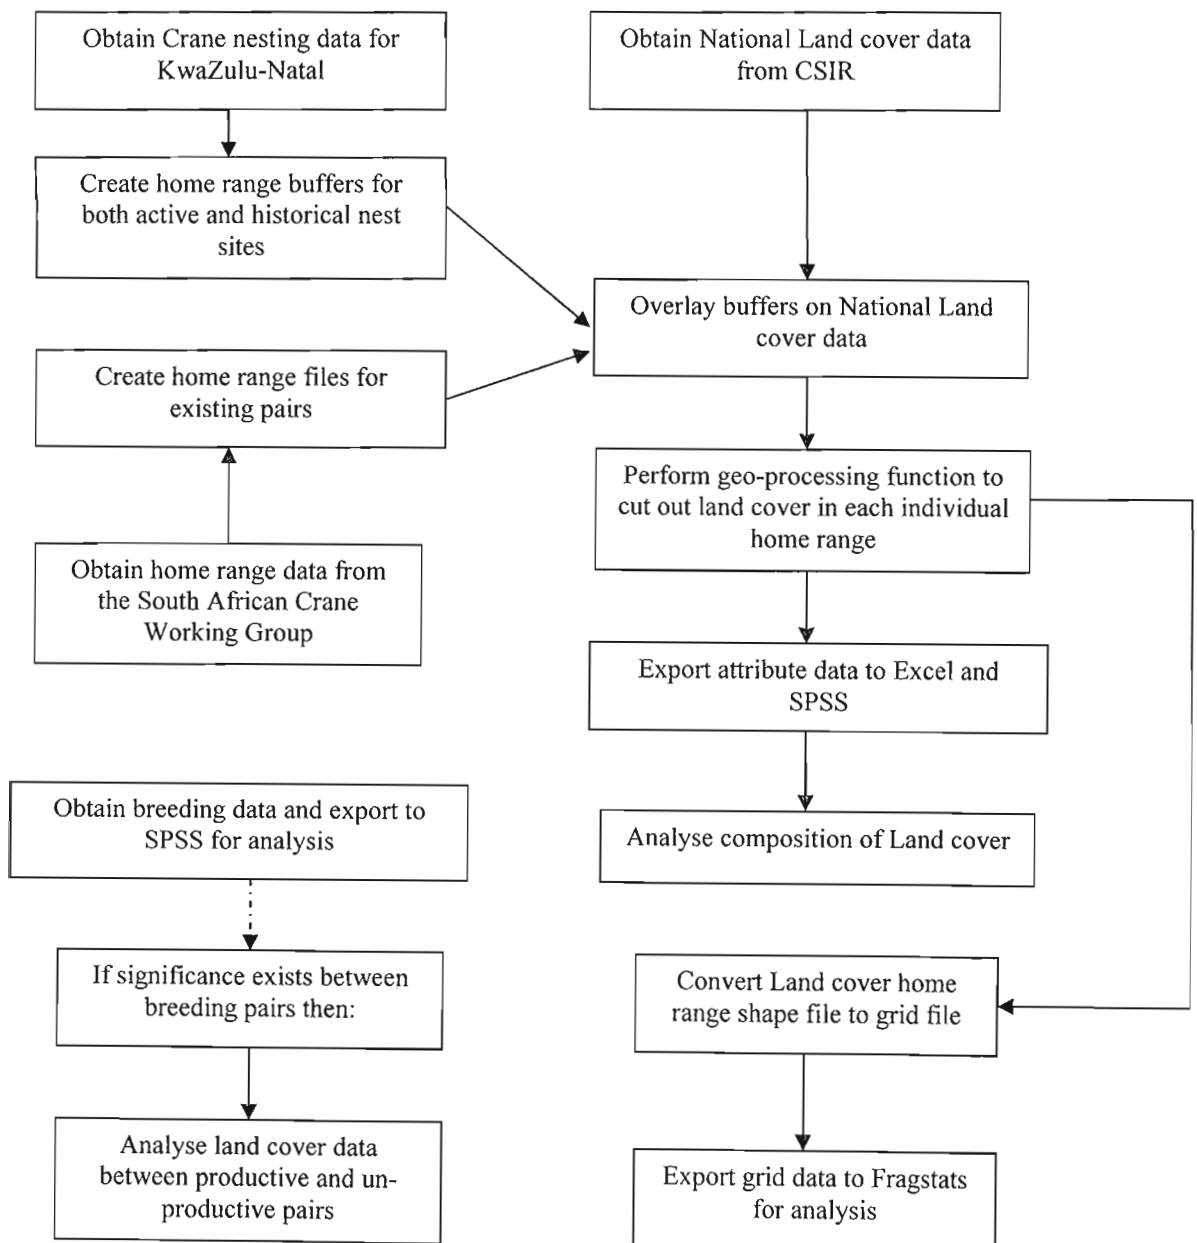 Obtain Crane nesting data for
KwaZulu-Natal
Obtain National Land cover data
from CSIR
Create home range buffers for
both active and historical nest
sites
Overlay buffers on National Land
cover data
Create home range files for
existing pairs
Perform geo-processing function to
cut out land cover in each individual
home range
Obtain home range data from
the South African Crane
Working Group
Export attribute data to Excel and
SPSS
Obtain breeding data and export to
SPSS for analysis
Analyse composition of Land cover
If significance exists between
breeding pairs then:
Convert Land cover home
range shape file to grid file
Analyse land cover data
between productive and un-
productive pairs
Export grid data to Fragstats
for analysis